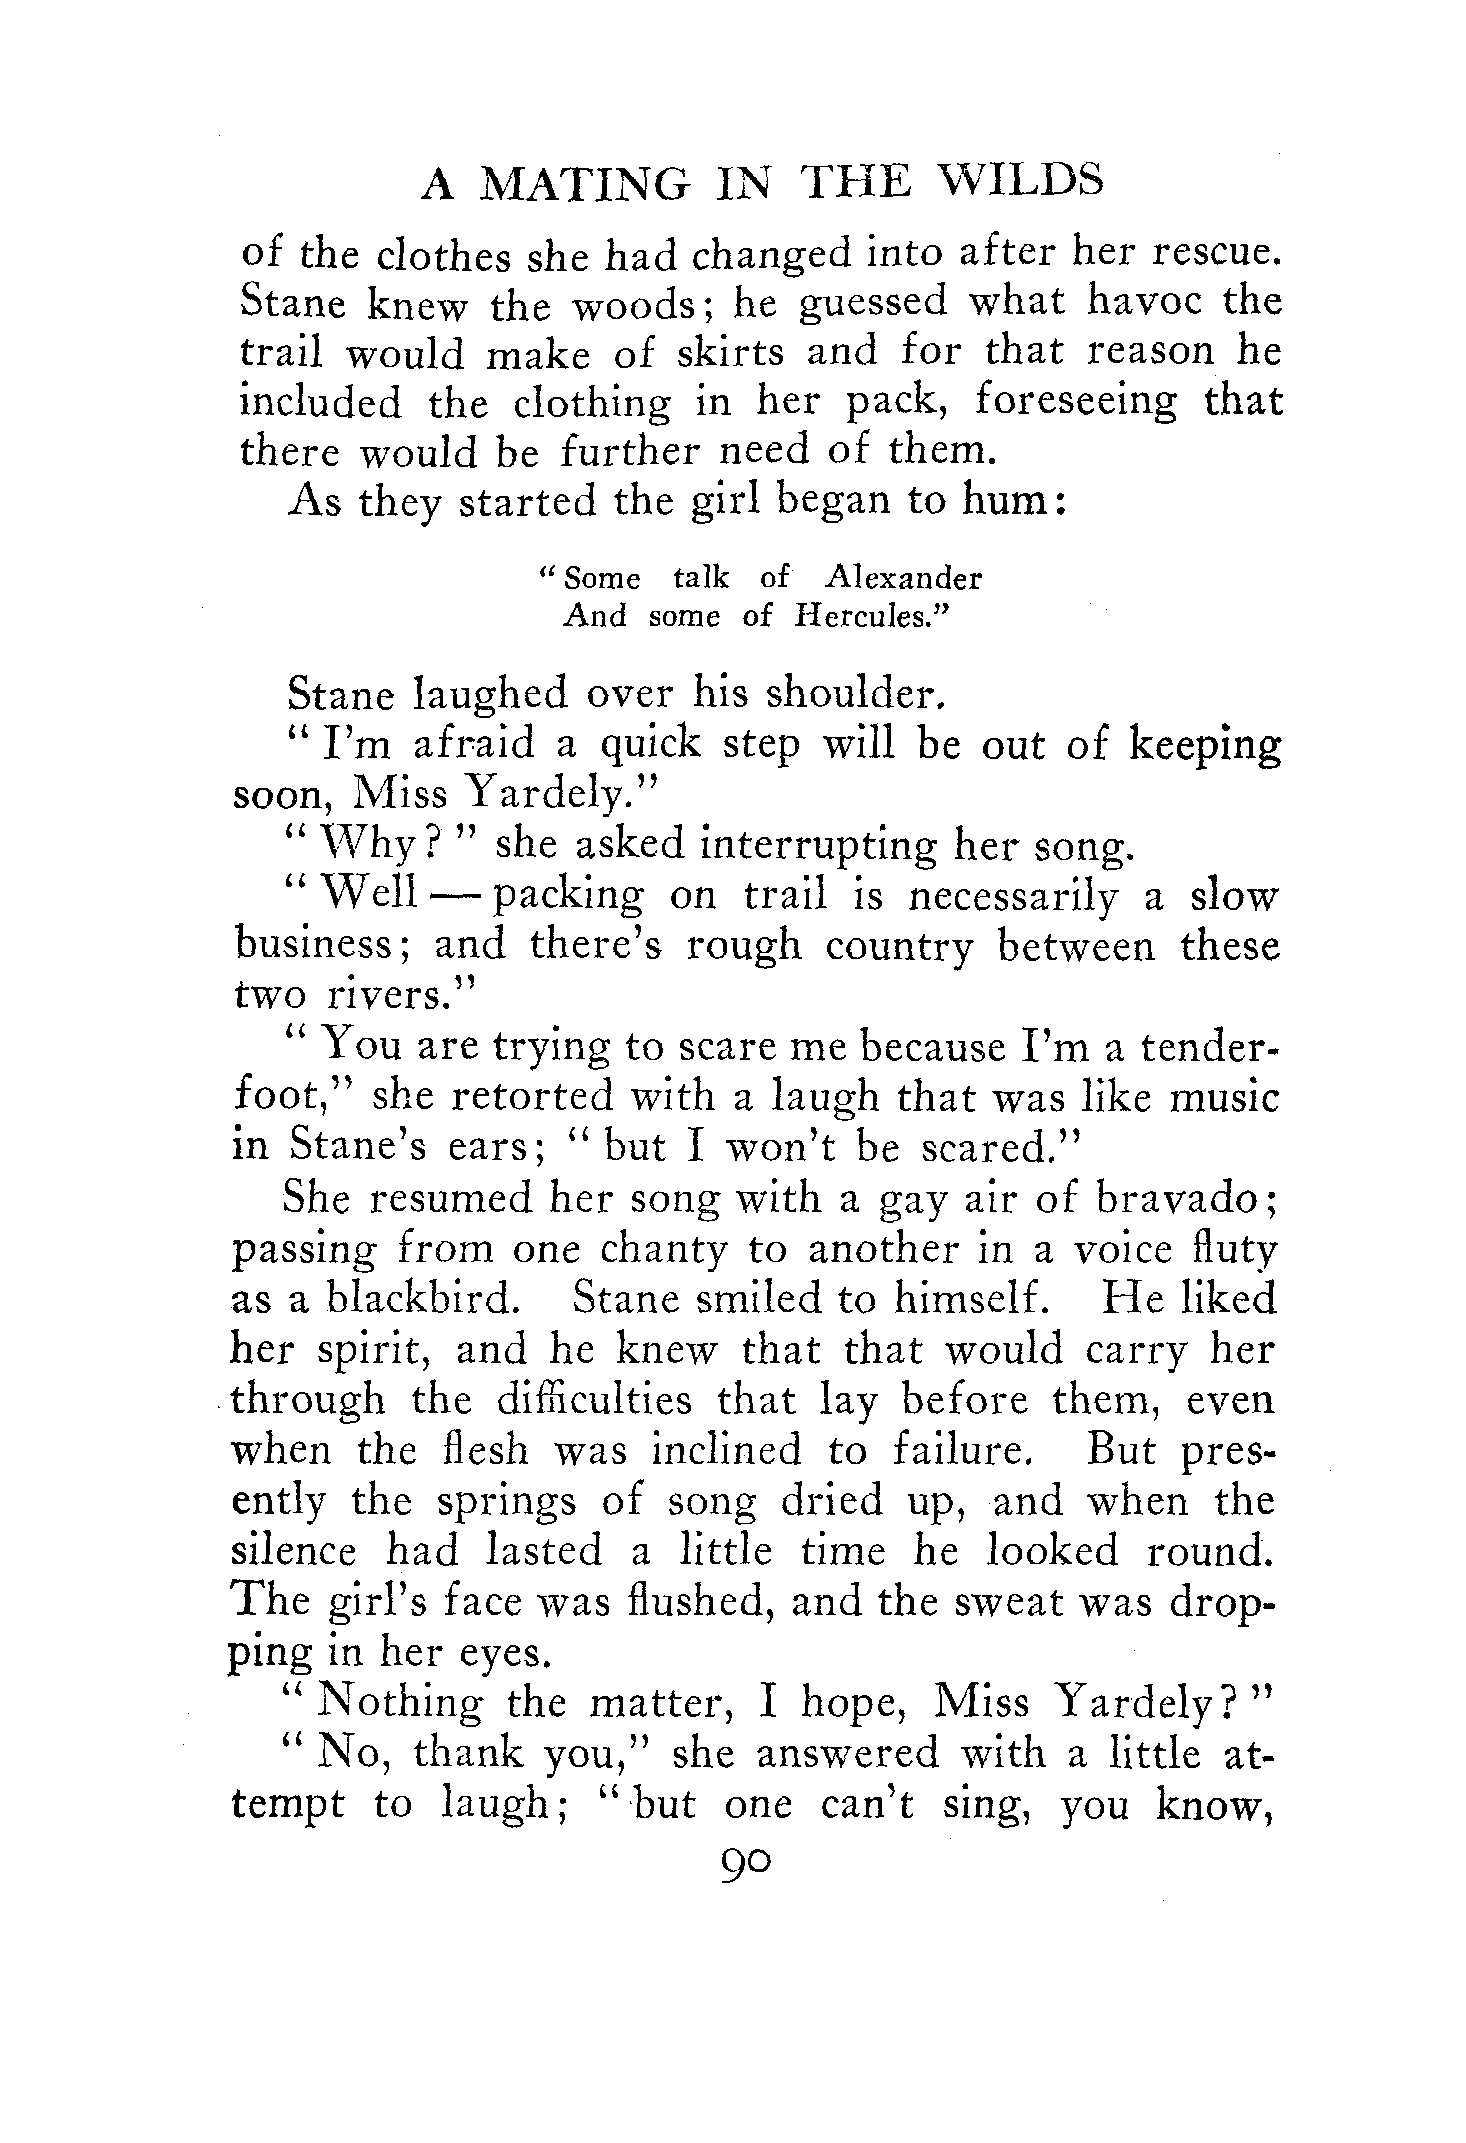 A MATING IN THE WILDS
of the clothes she had changed into after her rescue.
Stane knew the woods; he guessed what havoc the
trail would make of skirts and for that reason he
included the clothing in her pack, foreseeing that
there would be further need of them.
As they started the girl began to hum:
“Some talk of Alexander
And some of Hercules.”
Stane laughed over his shoulder.
“I'm afraid a quick step will be out of keeping
soon, Miss Yardely.”
“Why?” she asked interrupting her song.
“Well — packing on trail is necessarily a slow
business; and there's rough country between these
two rivers.”
“You are trying to scare me because I'm a tender-
foot,” she retorted with a laugh that was like music
in Stane's ears; “but I won't be scared.”
She resumed her song with a gay air of bravado;
passing from one chanty to another in a voice fluty
as a blackbird. Stane smiled to himself. He liked
her spirit, and he knew that that would carry her
through the difficulties that lay before them, even
when the flesh was inclined to failure. But pres-
ently the springs of song dried up, and when the
silence had lasted a little time he looked round.
The girl's face was flushed, and the sweat was drop-
ping in her eyes.
“Nothing the matter, I hope, Miss Yardely?”
“No, thank you,” she answered with a little at-
tempt to laugh; “but one can't sing, you know,
90